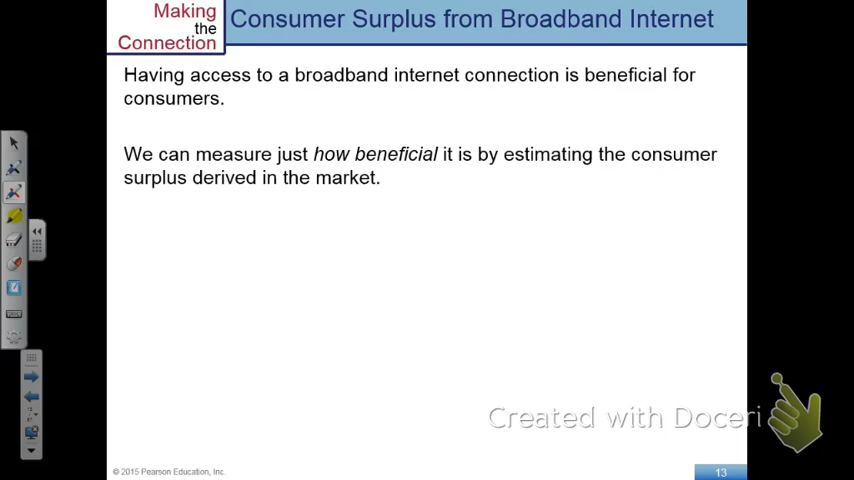 Making
the
Connection
Consumer Surplus from Broadband Internet
Having access to a broadband internet connection is beneficial for
consumers.
We can measure just how beneficial it is by estimating the consumer
surplus derived in the market.
Created with Doceri
© 2015 Pearson Education, Inc.
13